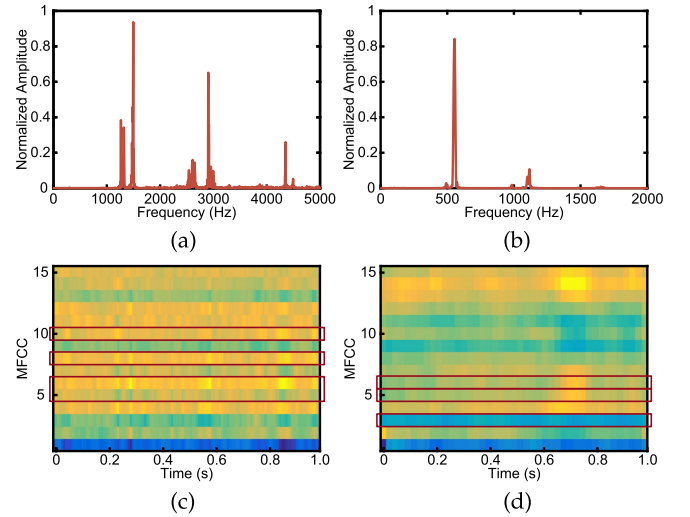 1
0.8
0.6
0.4
0.2
0
Normalized Amplitude
0 1000 2000 3000 4000 5000
Frequency (Hz)
(a)
1
0.8
0.6
0.4
0.2
0
Normalized Amplitude
0 500 1000 1500 2000
Frequency (Hz)
(b)
15
10
5
MFCC
0 0.2 0.4 0.6 0.8 1.0
Time (s)
(c)
15
10
5
MFCC
0 0.2 0.4 0.6 0.8 1.0
Time (s)
(d)